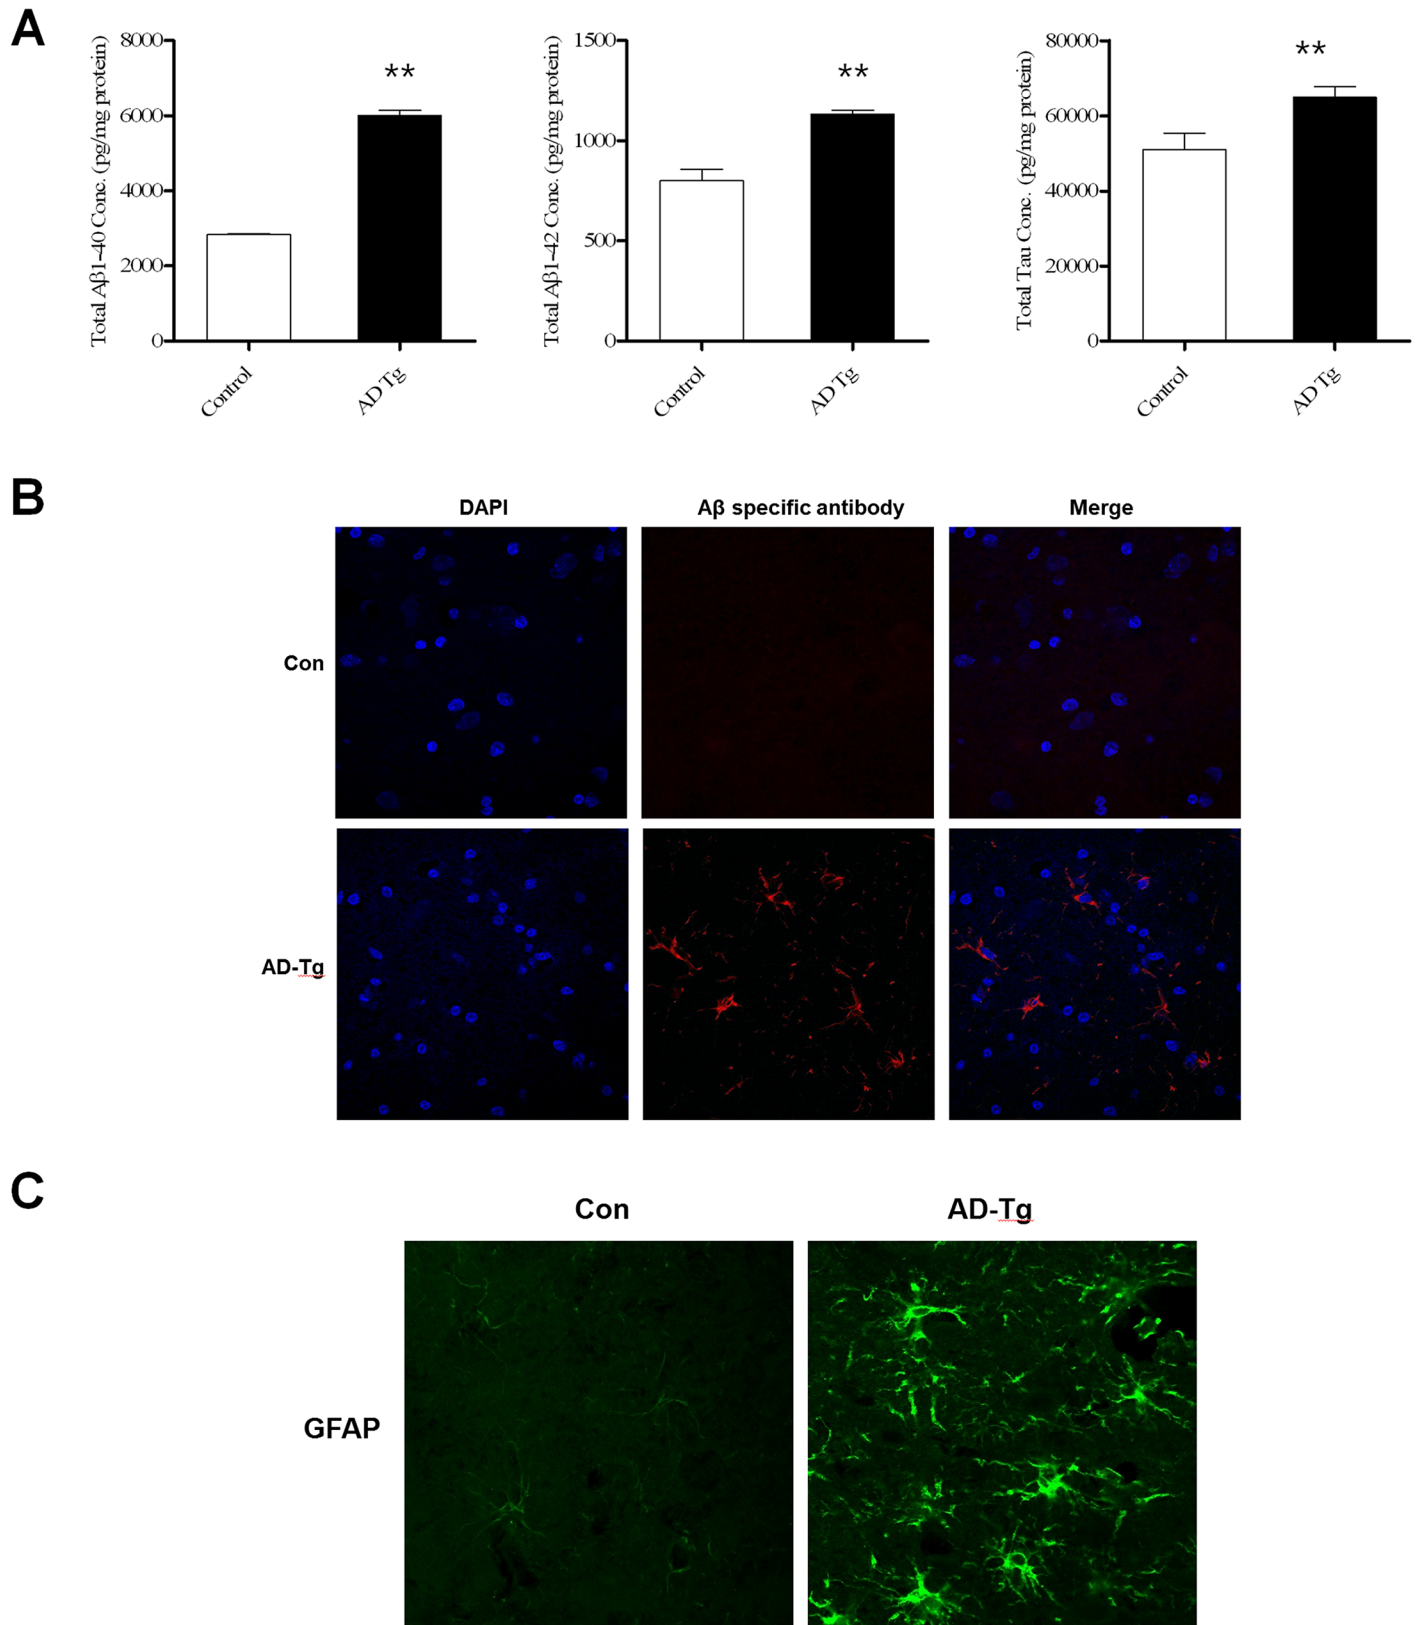 A
Total Aβ1-40 Conc. (pg/mg protein)
8000
6000
4000
2000
0
**
Control
AD Tg
Total Aβ1-42 Conc. (pg/mg protein)
1500
1000
500
0
**
Control
AD Tg
Total Tau Conc. (pg/mg protein)
80000
60000
40000
20000
0
**
Control
AD Tg
B
DAPI
Aβ specific antibody
Merge
Con
AD-Tg
C
Con
AD-Tg
GFAP